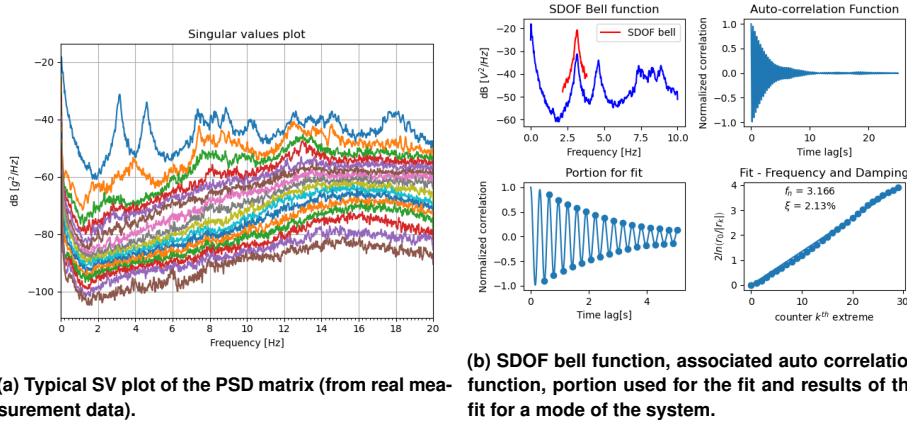 Singular values plot
−20
−40
−60
−80
−100
dB [g²/Hz]
0 2 4 6 8 10 12 14 16 18 20
Frequency [Hz]
(a) Typical SV plot of the PSD matrix (from real mea-
surement data).
SDOF Bell function
SDOF bell
−20
−40
−60
dB [V²/Hz]
0.0 2.5 5.0 7.5 10.0
Frequency [Hz]
Auto-correlation Function
1.0
0.5
0.0
−0.5
−1.0
Normalized correlation
0 10 20
Time lag[s]
Portion for fit
1.0
0.5
0.0
−0.5
−1.0
Normalized correlation
0 2 4
Time lag[s]
Fit - Frequency and Damping
fn = 3.166
ξ = 2.13%
4
2
0
2ln(r₀/|rₖ|)
0 10 20 30
counter kᵗʰ extreme
(b) SDOF bell function, associated auto correlatio
function, portion used for the fit and results of th
fit for a mode of the system.